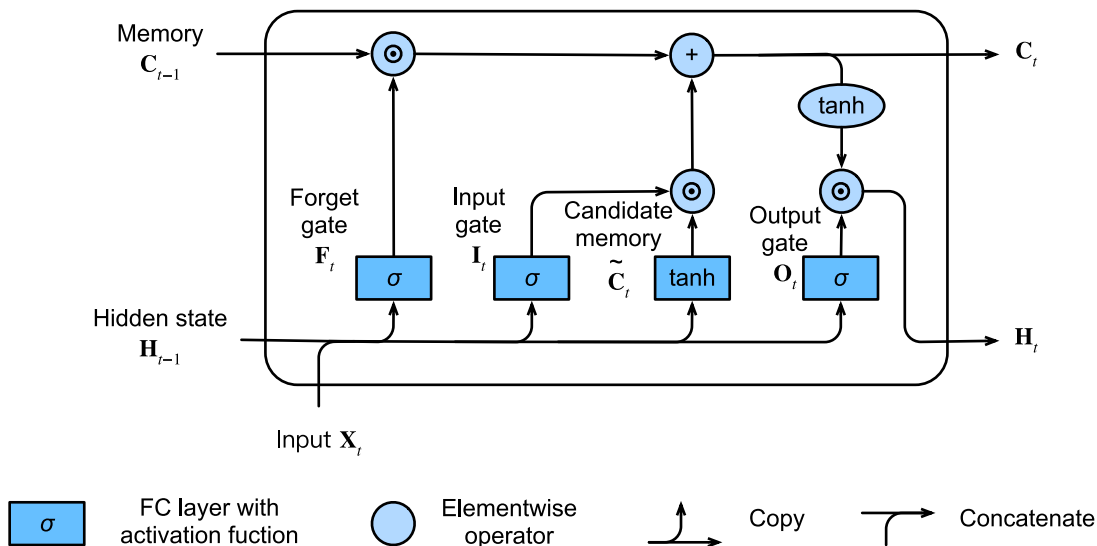 Memory
C_{t-1}
C_t
+
tanh
Forget
gate
F_t
Input
gate
I_t
Candidate
memory
C̃_t
Output
gate
O_t
σ
σ
tanh
σ
Hidden state
H_{t-1}
H_t
Input X_t
σ
FC layer with
activation fuction
Elementwise
operator
Copy
Concatenate